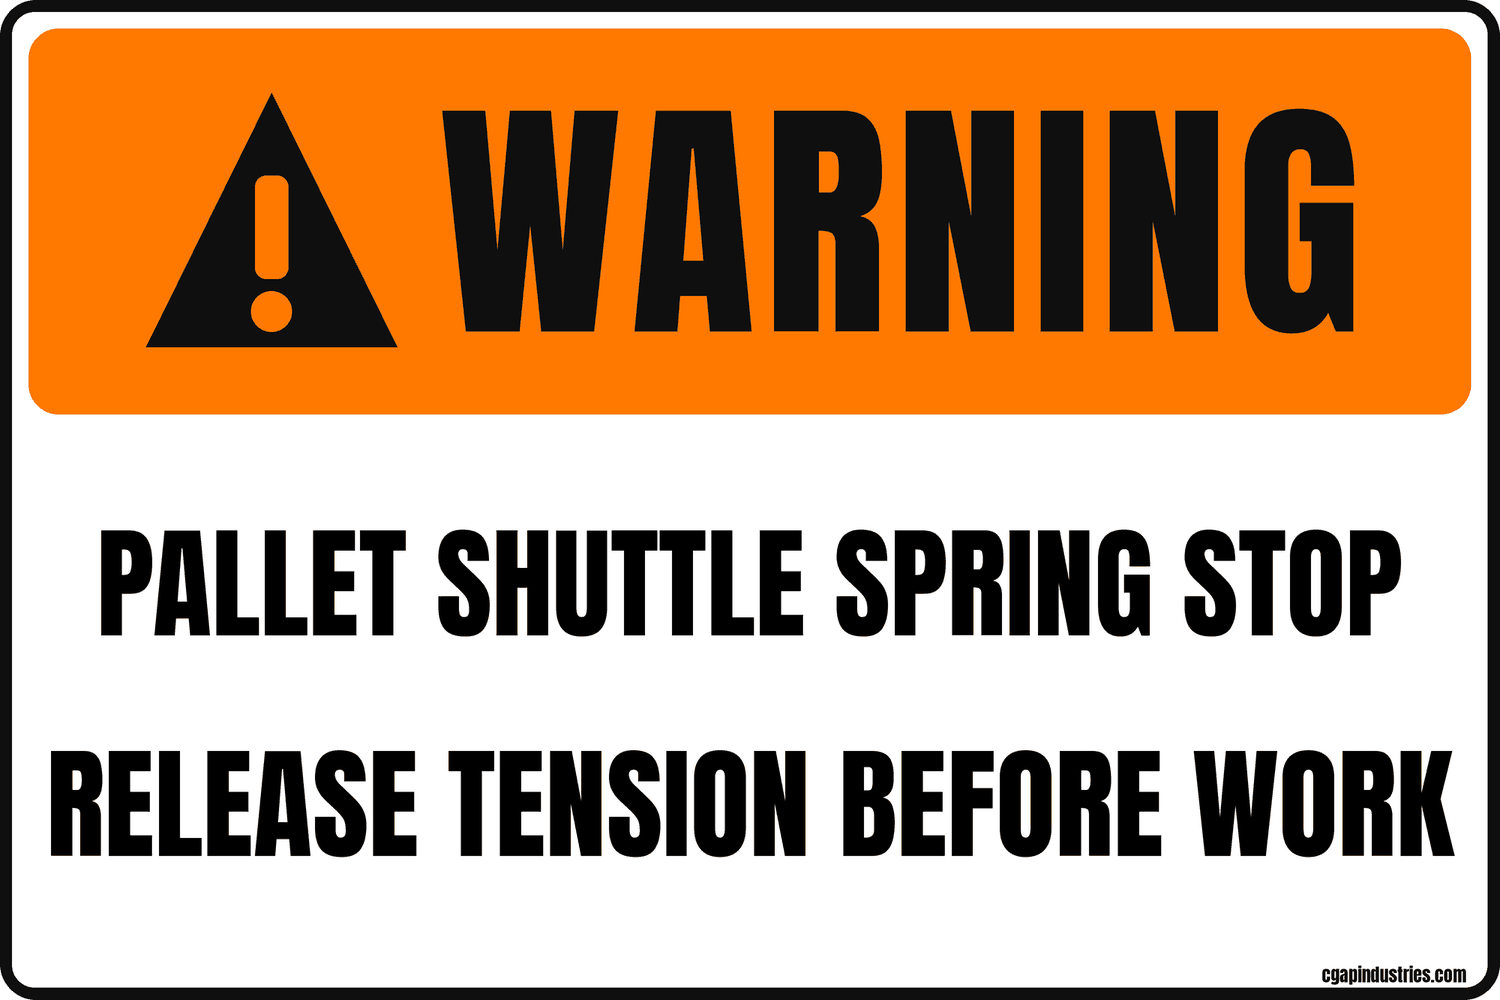 WARNING
PALLET SHUTTLE SPRING STOP
RELEASE TENSION BEFORE WORK
cgapindustries.com